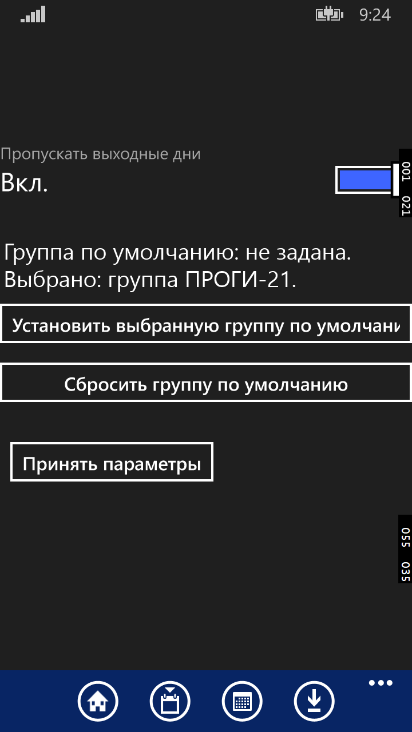 9:24
Пропускать выходные дни
Вкл.
001 021
Группа по умолчанию: не задана.
Выбрано: группа ПРОГИ-21.
Установить выбранную группу по умолчани
Сбросить группу по умолчанию
Принять параметры
055 035